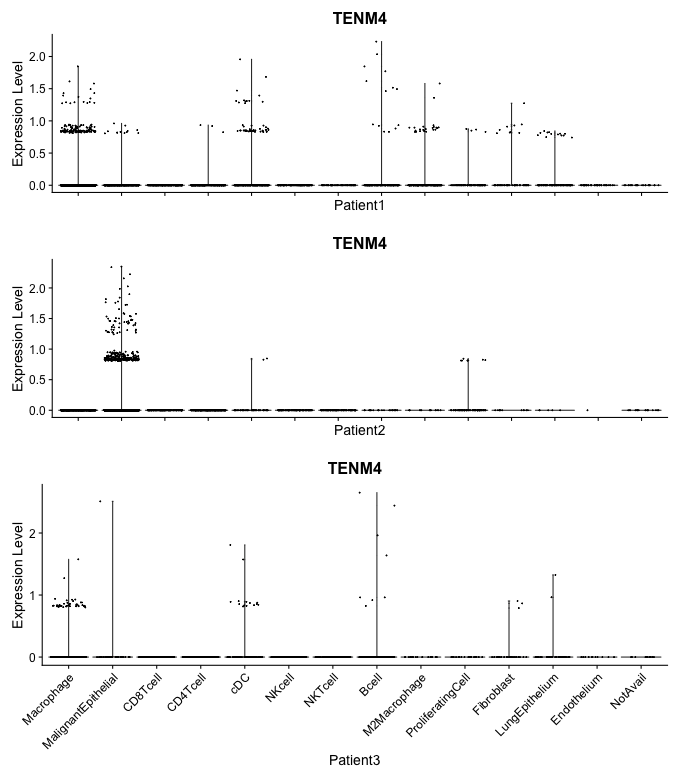 TENM4
Expression Level
2.0
1.5
1.0
0.5
0.0
Patient1
TENM4
Expression Level
2.0
1.5
1.0
0.5
0.0
Patient2
TENM4
Expression Level
2
1
0
Macrophage
MalignantEpithelial
CD8Tcell
CD4Tcell
cDC
NKcell
NKTcell
Bcell
M2Macrophage
ProliferatingCell
Fibroblast
LungEpithelium
Endothelium
NotAvail
Patient3